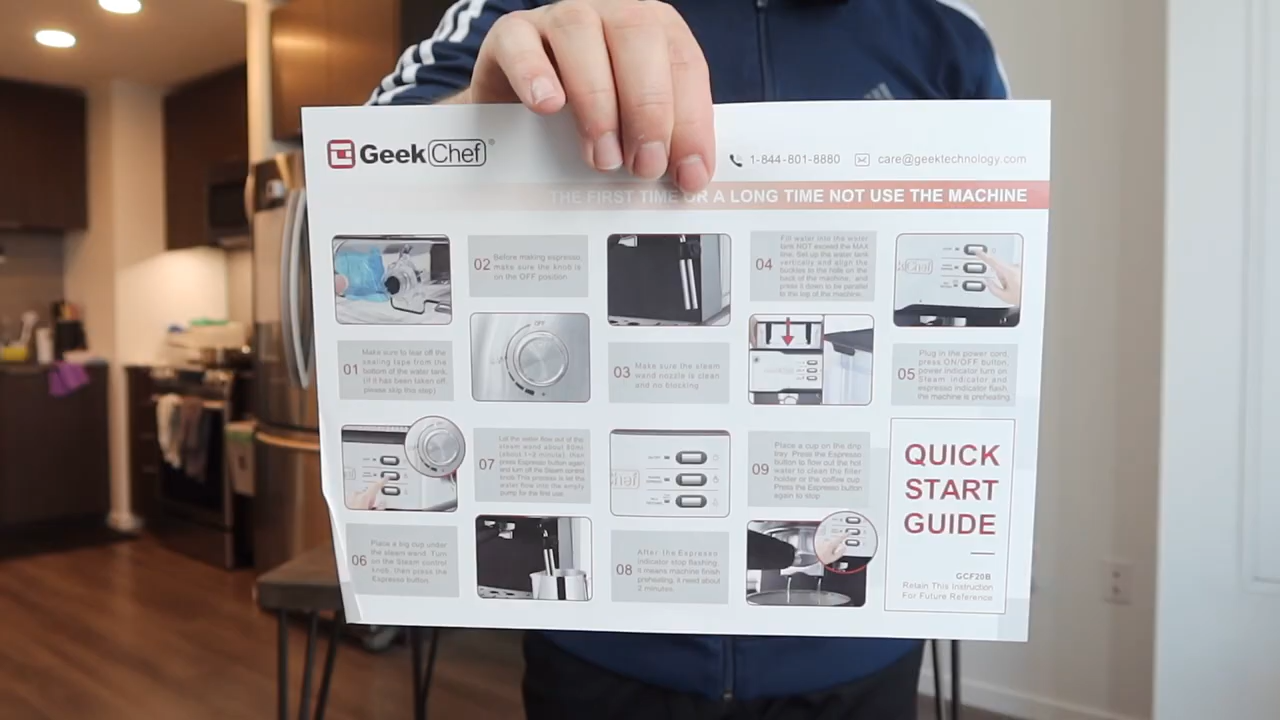 GeekChef®
1-844-801-8880
care@geektechnology.com
THE FIRST TIME OR A LONG TIME NOT USE THE MACHINE
01
Make sure to tear off the
sealing tape from the
bottom of the water tank.
(If it has been taken off,
please skip this step)
02
Before making espresso
make sure the knob is
on the OFF position.
OFF
03
Make sure the steam
wand nozzle is clean
and no blocking
04
Fill water into the water
tank NOT exceed the MAX
line. Set up the water tank
vertically and align the
buckles to the hole on the
back of the machine, and
press it down to be parallel
to the top of the machine.
05
Plug in the power cord,
press ON/OFF button,
power indicator turn on
Steam indicator and
espresso indicator flash,
the machine is preheating.
06
Place a big cup under
the steam wand. Turn
on the Steam control
knob, then press the
Espresso button.
07
Let the water flow out of the
steam wand about 60ml
(about 1~2 minute), then
press Espresso button again
and turn off the Steam control
knob. This process is let the
water flow into the empty
pump for the first use.
Chef
08
After the Espresso
indicator stop flashing,
it means machine finish
preheating, it need about
2 minutes.
09
Place a cup on the drip
tray. Press the Espresso
button to flow out the hot
water to clean the filter
holder or the coffee cup.
Press the Espresso button
again to stop
QUICK
START
GUIDE
GCF20B
Retain This Instruction
For Future Reference